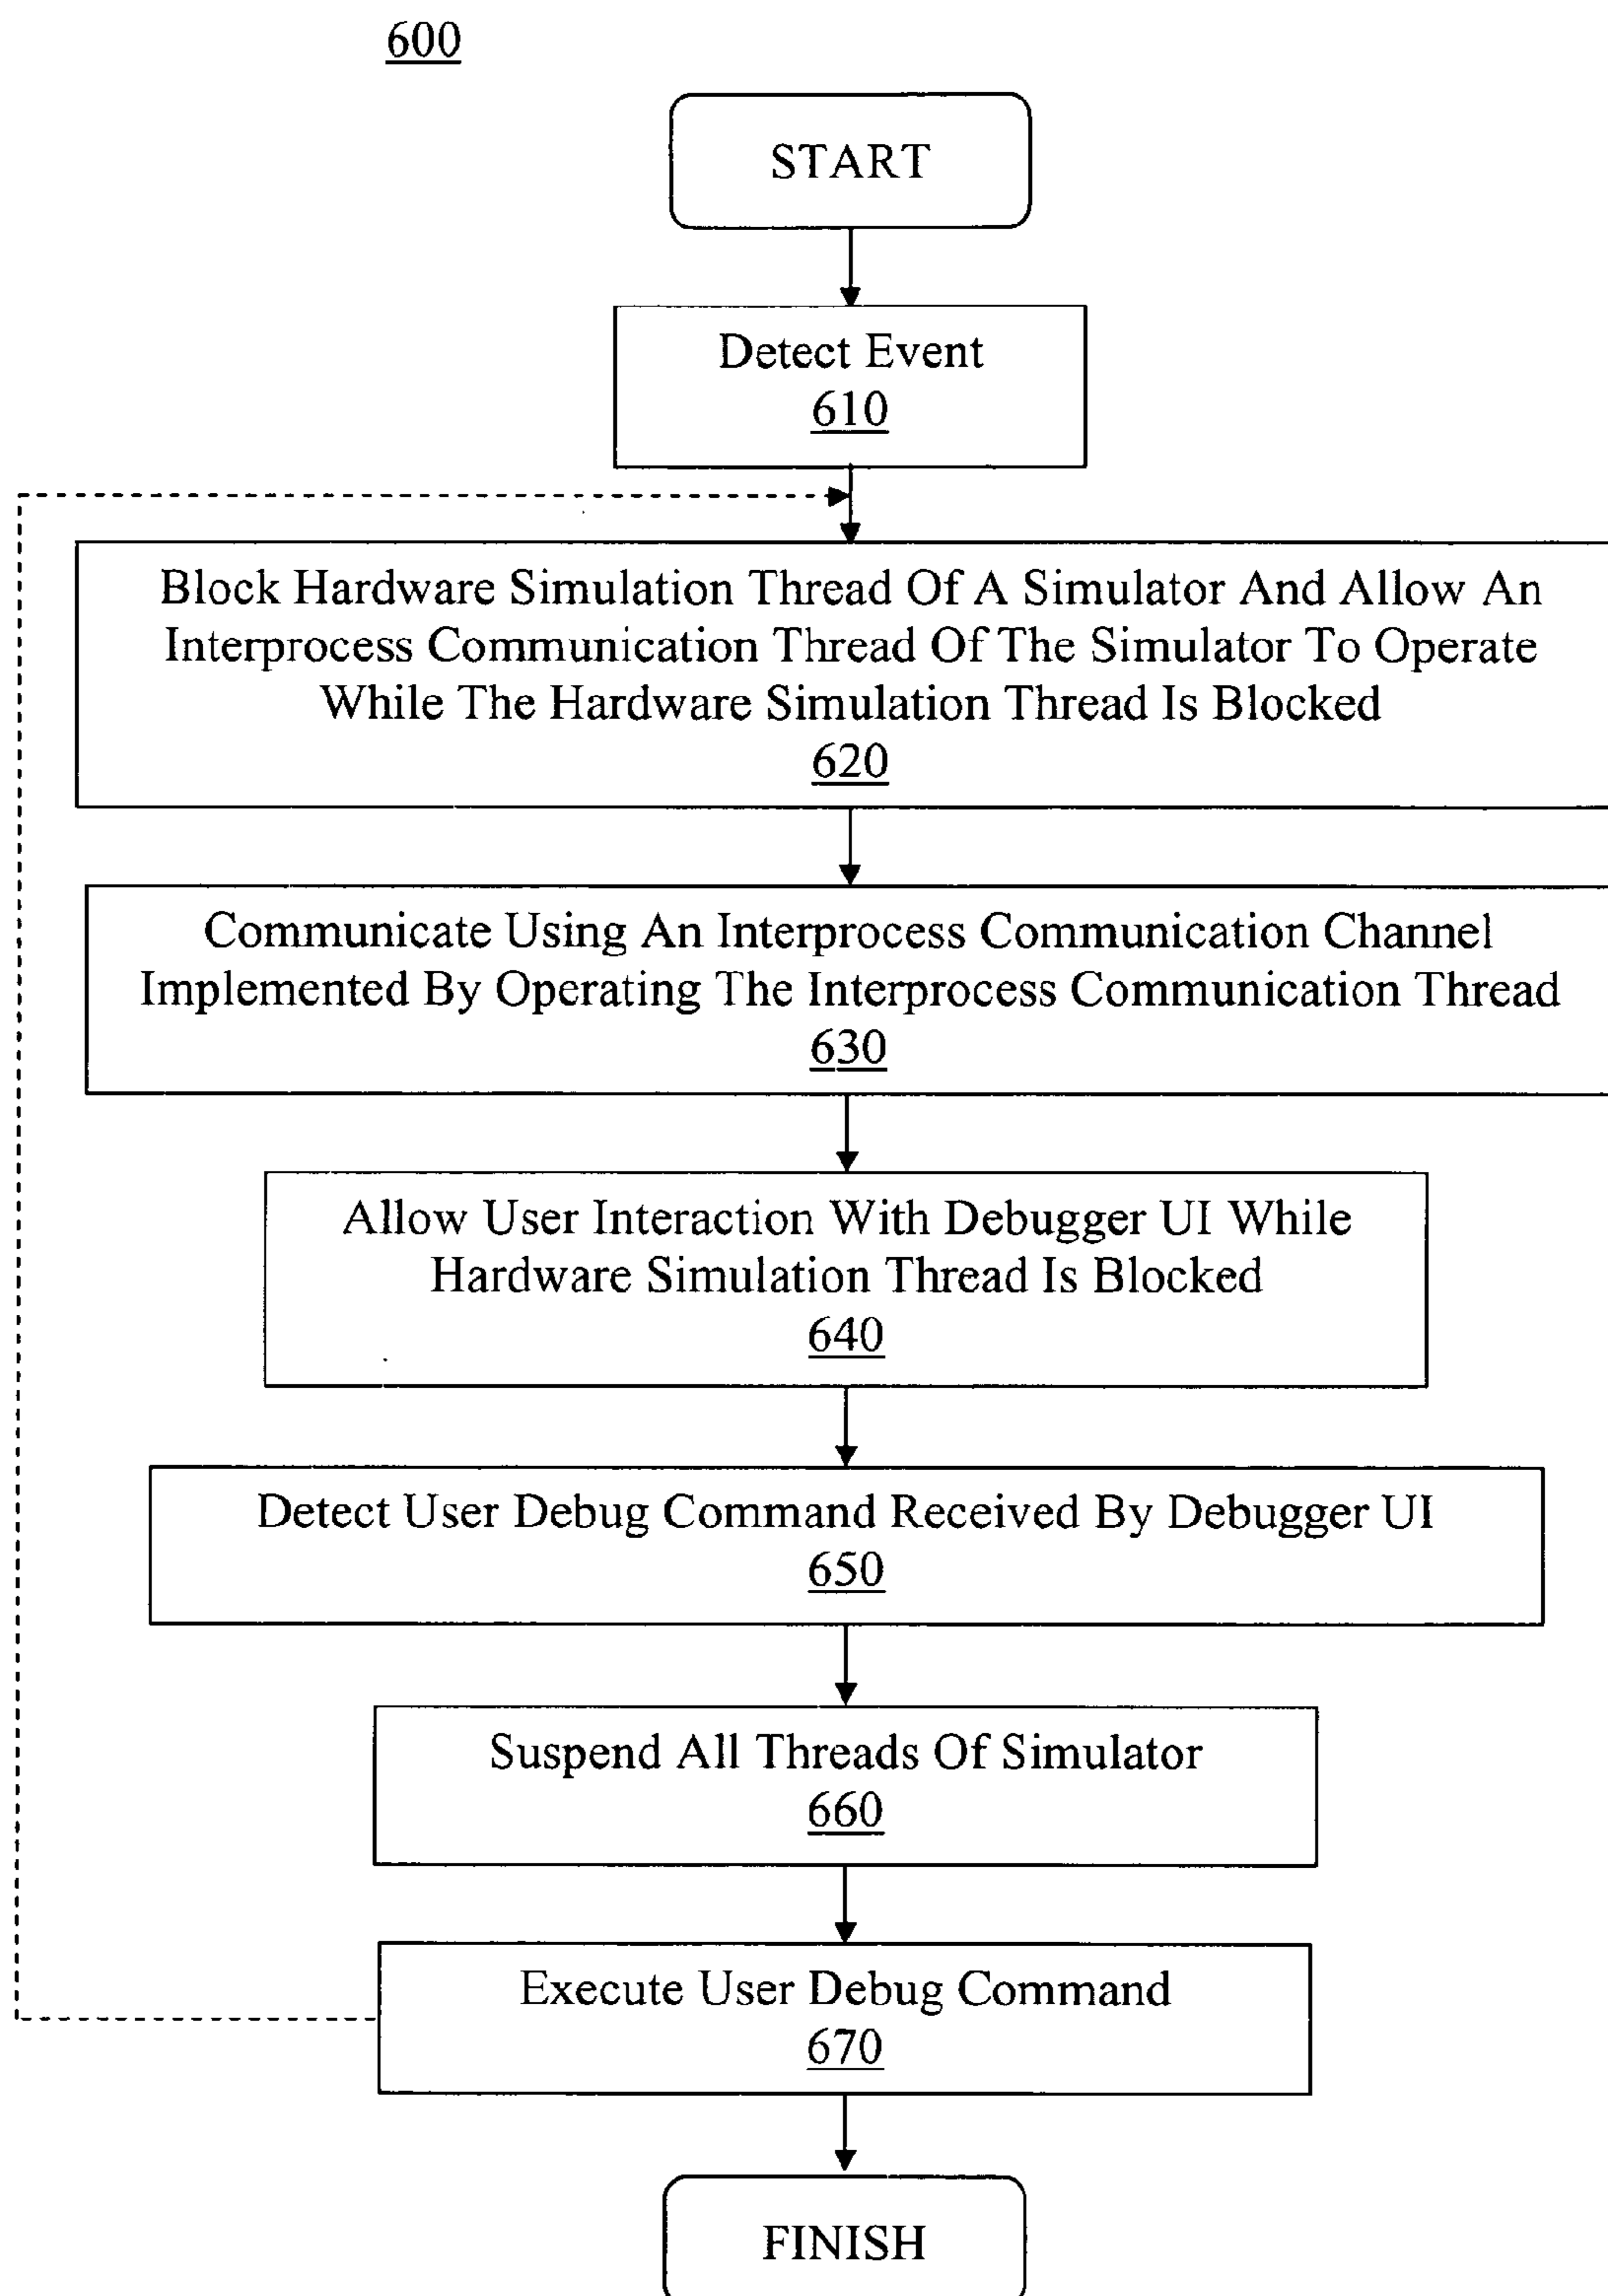 600
START
Detect Event
610
Block Hardware Simulation Thread Of A Simulator And Allow An
Interprocess Communication Thread Of The Simulator To Operate
While The Hardware Simulation Thread Is Blocked
620
Communicate Using An Interprocess Communication Channel
Implemented By Operating The Interprocess Communication Thread
630
Allow User Interaction With Debugger UI While
Hardware Simulation Thread Is Blocked
640
Detect User Debug Command Received By Debugger UI
650
Suspend All Threads Of Simulator
660
Execute User Debug Command
670
FINISH